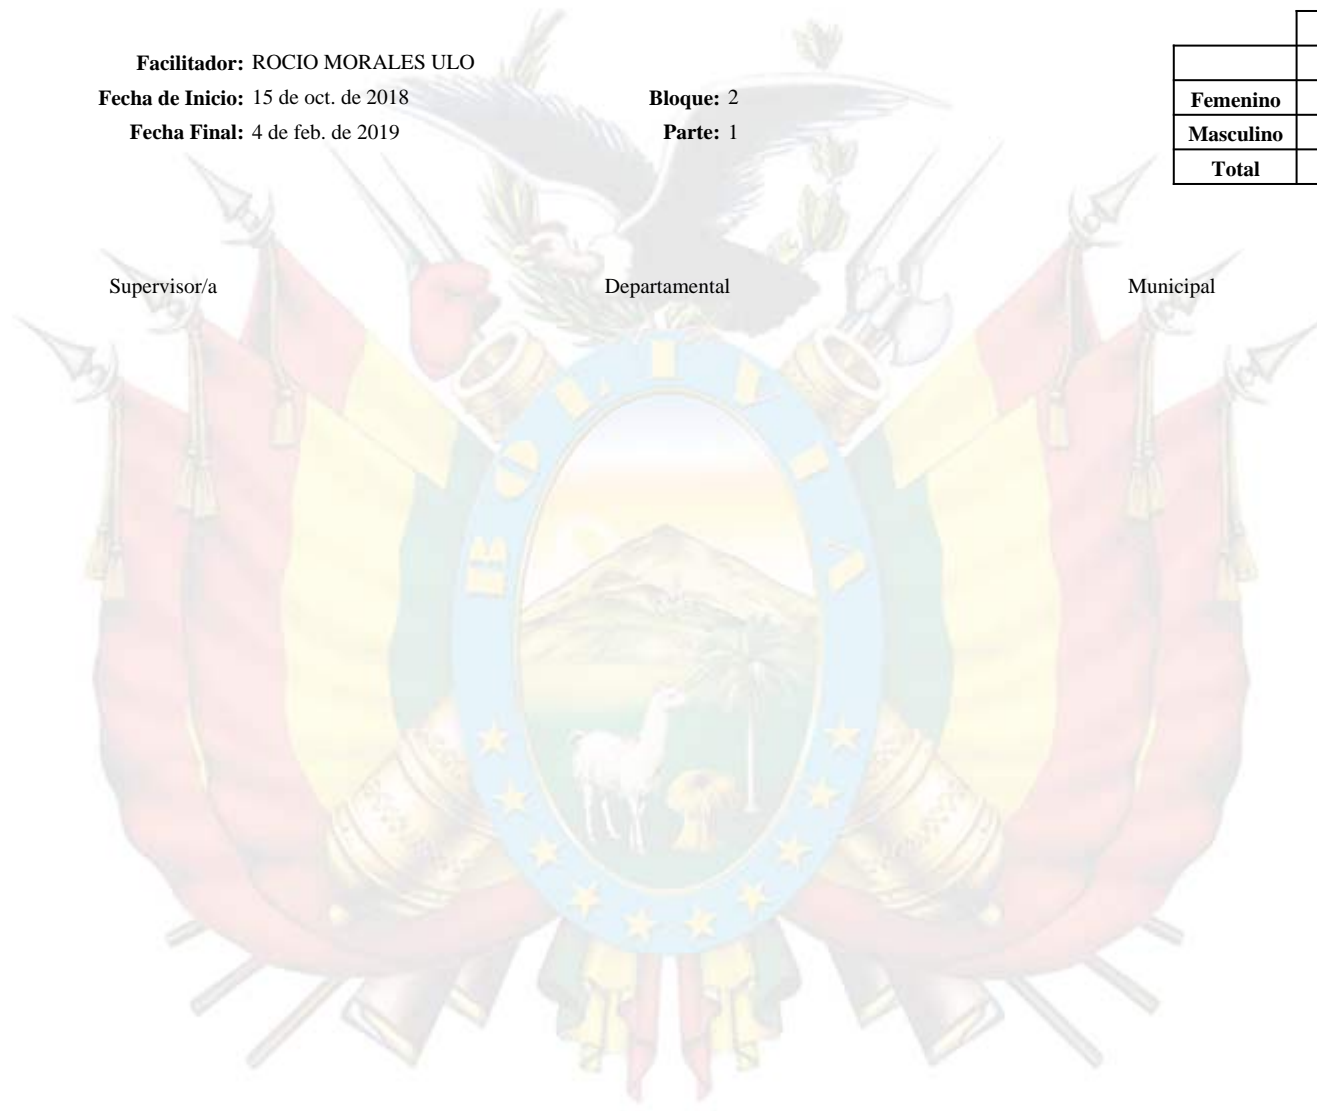 Facilitador: ROCIO MORALES ULO
Fecha de Inicio: 15 de oct. de 2018 Bloque: 2
Fecha Final: 4 de feb. de 2019 Parte: 1
Femenino
Masculino
Total
Supervisor/a Departamental Municipal
BOLIVIA